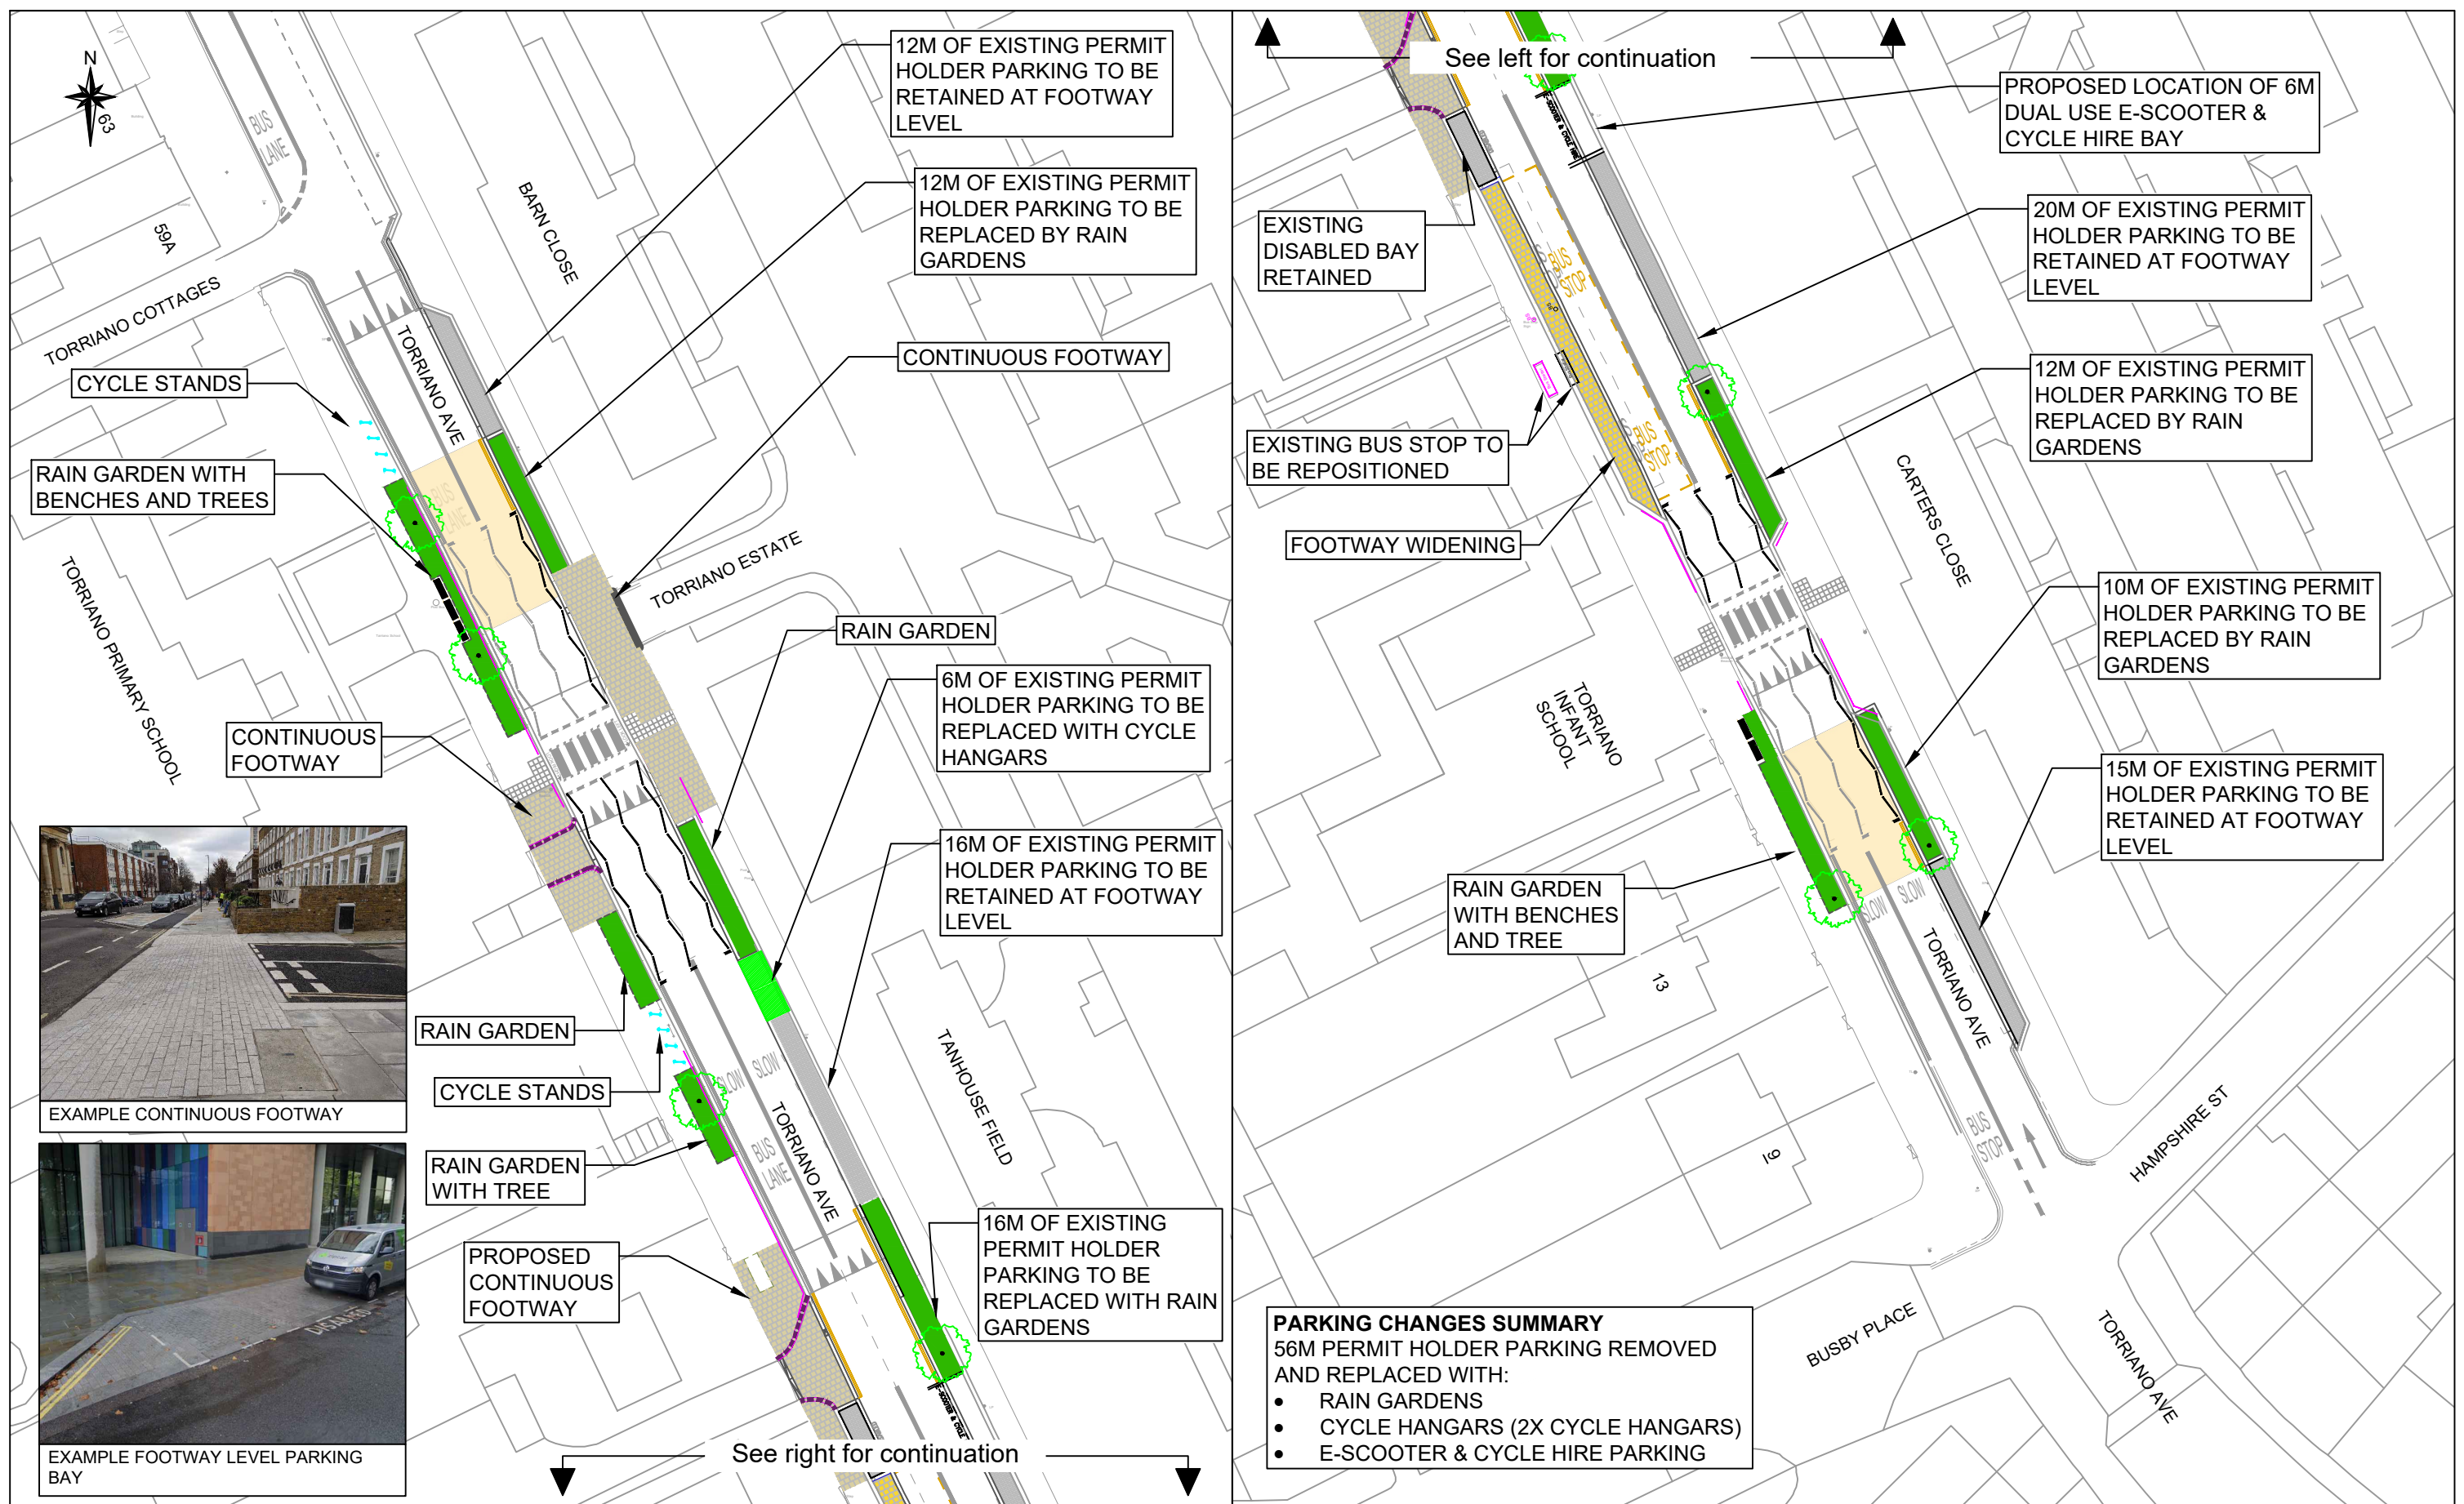 N
63
BUS
LANE
59A
TORRIANO COTTAGES
BARN CLOSE
12M OF EXISTING PERMIT
HOLDER PARKING TO BE
RETAINED AT FOOTWAY
LEVEL
12M OF EXISTING PERMIT
HOLDER PARKING TO BE
REPLACED BY RAIN
GARDENS
CONTINUOUS FOOTWAY
CYCLE STANDS
TORRIANO AVE
RAIN GARDEN WITH
BENCHES AND TREES
BUS
LANE
TORRIANO ESTATE
TORRIANO PRIMARY SCHOOL
RAIN GARDEN
6M OF EXISTING PERMIT
HOLDER PARKING TO BE
REPLACED WITH CYCLE
HANGARS
CONTINUOUS
FOOTWAY
16M OF EXISTING PERMIT
HOLDER PARKING TO BE
RETAINED AT FOOTWAY
LEVEL
EXAMPLE CONTINUOUS FOOTWAY
RAIN GARDEN
CYCLE STANDS
SLOW
SLOW
TANHOUSE FIELD
BUS
LANE
TORRIANO AVE
RAIN GARDEN
WITH TREE
16M OF EXISTING
PERMIT HOLDER
PARKING TO BE
REPLACED WITH RAIN
GARDENS
PROPOSED
CONTINUOUS
FOOTWAY
DISABLED
EXAMPLE FOOTWAY LEVEL PARKING
BAY
E-SCOOTER & CYCLE
See right for continuation
See left for continuation
E-SCOOTER & CYCLE HIRE
PROPOSED LOCATION OF 6M
DUAL USE E-SCOOTER &
CYCLE HIRE BAY
EXISTING
DISABLED BAY
RETAINED
20M OF EXISTING PERMIT
HOLDER PARKING TO BE
RETAINED AT FOOTWAY
LEVEL
BUS
STOP
12M OF EXISTING PERMIT
HOLDER PARKING TO BE
REPLACED BY RAIN
GARDENS
EXISTING BUS STOP TO
BE REPOSITIONED
BUS
STOP
FOOTWAY WIDENING
CARTERS CLOSE
10M OF EXISTING PERMIT
HOLDER PARKING TO BE
REPLACED BY RAIN
GARDENS
TORRIANO
INFANT
SCHOOL
15M OF EXISTING PERMIT
HOLDER PARKING TO BE
RETAINED AT FOOTWAY
LEVEL
RAIN GARDEN
WITH BENCHES
AND TREE
SLOW
SLOW
TORRIANO AVE
13
19
BUS
STOP
HAMPSHIRE ST
BUSBY PLACE
TORRIANO AVE
PARKING CHANGES SUMMARY
56M PERMIT HOLDER PARKING REMOVED
AND REPLACED WITH:
• RAIN GARDENS
• CYCLE HANGARS (2X CYCLE HANGARS)
• E-SCOOTER & CYCLE HIRE PARKING